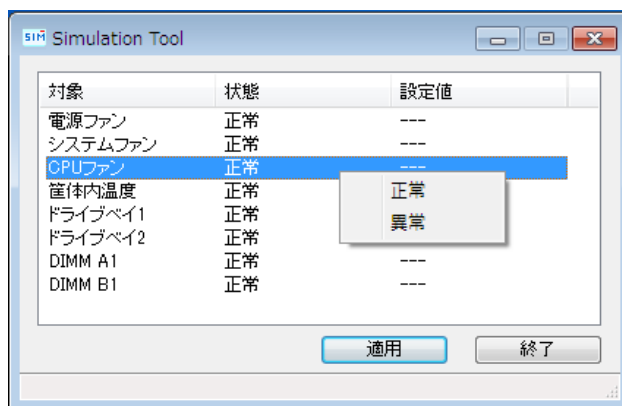 SIM Simulation Tool
対象 状態 設定値
電源ファン 正常 ---
システムファン 正常 ---
CPUファン 正常 ---
筐体内温度 正常
ドライブベイ1 正常
ドライブベイ2 正常
DIMM A1 正常 ---
DIMM B1 正常 ---
正常
異常
適用 終了